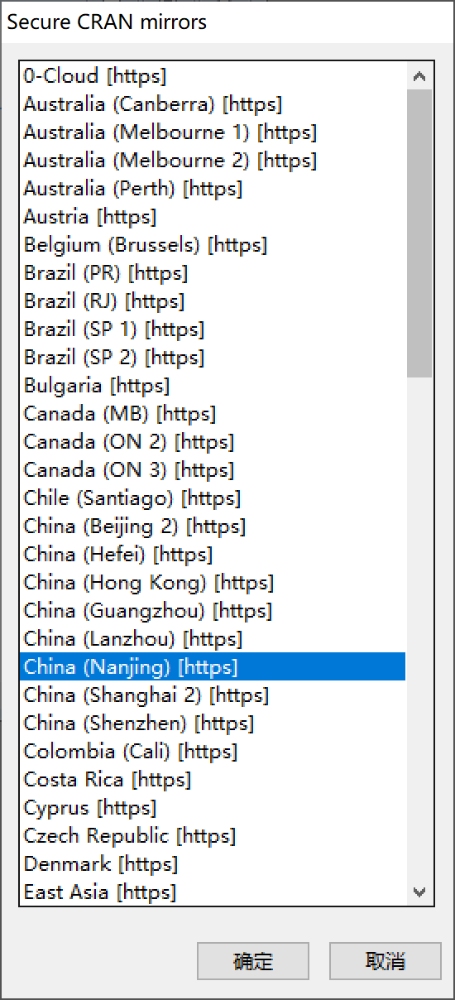 Secure CRAN mirrors
0-Cloud [https]
Australia (Canberra) [https]
Australia (Melbourne 1) [https]
Australia (Melbourne 2) [https]
Australia (Perth) [https]
Austria [https]
Belgium (Brussels) [https]
Brazil (PR) [https]
Brazil (RJ) [https]
Brazil (SP 1) [https]
Brazil (SP 2) [https]
Bulgaria [https]
Canada (MB) [https]
Canada (ON 2) [https]
Canada (ON 3) [https]
Chile (Santiago) [https]
China (Beijing 2) [https]
China (Hefei) [https]
China (Hong Kong) [https]
China (Guangzhou) [https]
China (Lanzhou) [https]
China (Nanjing) [https]
China (Shanghai 2) [https]
China (Shenzhen) [https]
Colombia (Cali) [https]
Costa Rica [https]
Cyprus [https]
Czech Republic [https]
Denmark [https]
East Asia [https]
确定 取消